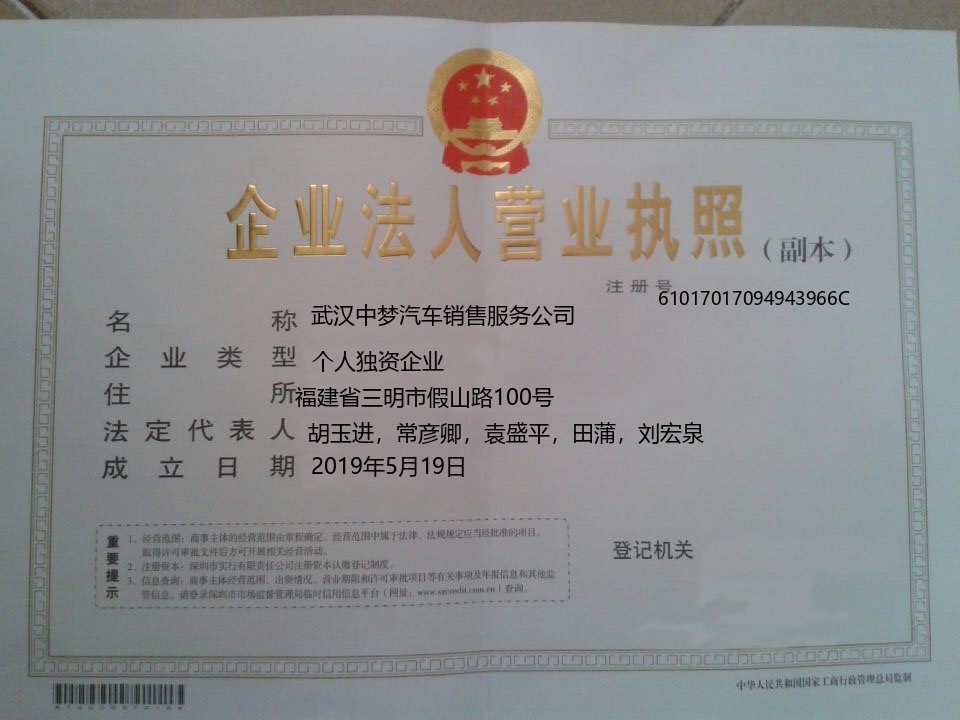 企业法人营业执照
（副本）
注册号 61017017094943966C
名称 武汉中梦汽车销售服务公司
企业类型 个人独资企业
住所 福建省三明市假山路100号
法定代表人 胡玉进，常彦卿，袁盛平，田蒲，刘宏泉
成立日期 2019年5月19日
重要提示
1、经营范围：商事主体的经营范围由章程确定。经营范围中属于法律、法规规定应当经批准的项目，
取得许可审批文件后方可开展相关经营活动。
2、注册资本：深圳市实行有限责任公司注册资本认缴登记制度。
3、信息查询：商事主体经营范围、出资情况、营业期限和许可审批项目等有关事项及年报信息和其他监
管信息，请登录深圳市市场监督管理局临时信用信息平台（网址：www.szcredit.com.cn）查询。
登记机关
中华人民共和国国家工商行政管理总局监制